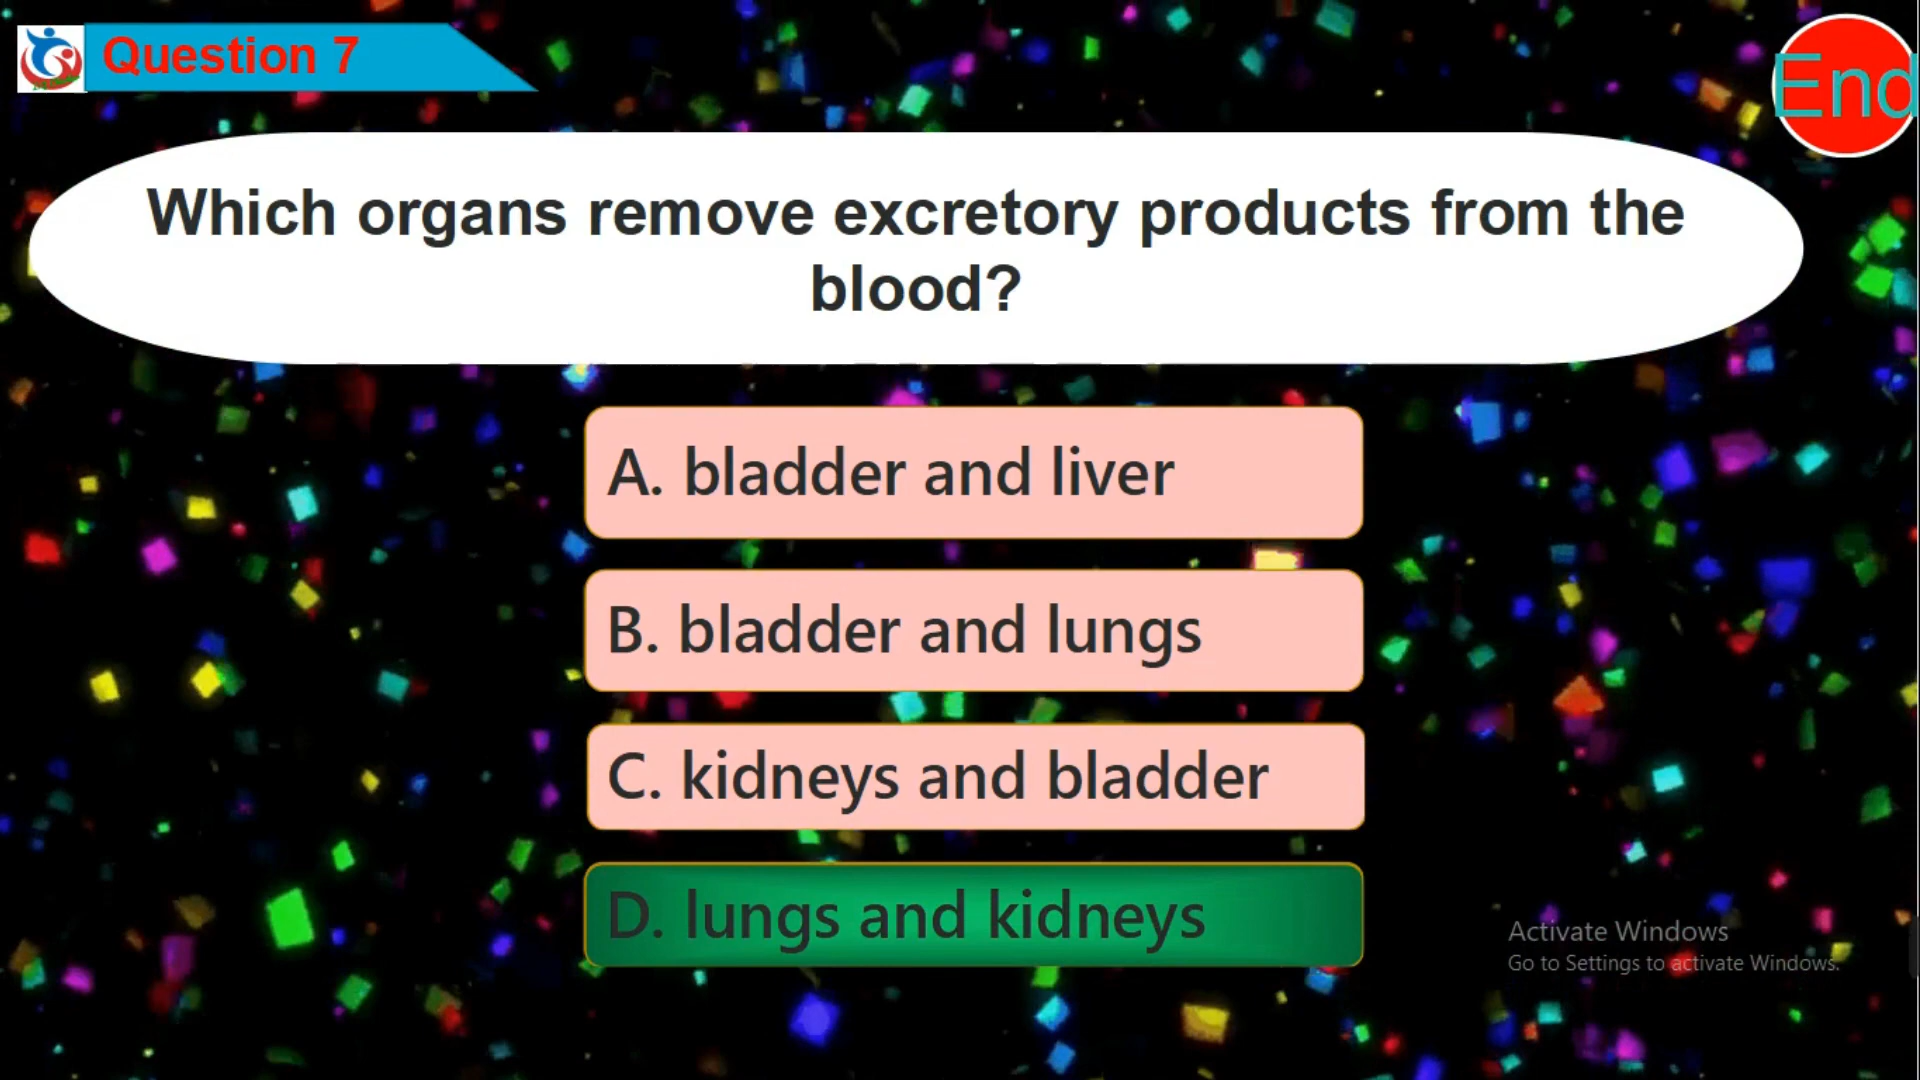 Question 7
End
Which organs remove excretory products from the
blood?
A. bladder and liver
B. bladder and lungs
C. kidneys and bladder
D. lungs and kidneys
Activate Windows
Go to Settings to activate Windows.